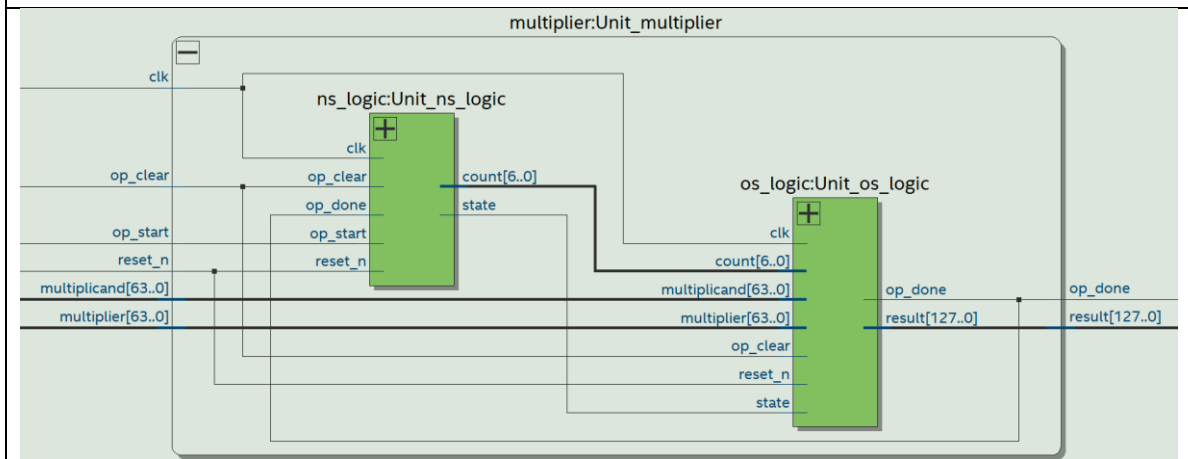 multiplier:Unit_multiplier
clk
ns_logic:Unit_ns_logic
clk
op_clear
op_clear
count[6..0]
os_logic:Unit_os_logic
op_done
state
op_start
op_start
clk
reset_n
reset_n
count[6..0]
multiplicand[63..0]
multiplicand[63..0]
op_done
op_done
multiplier[63..0]
multiplier[63..0]
result[127..0]
result[127..0]
op_clear
reset_n
state